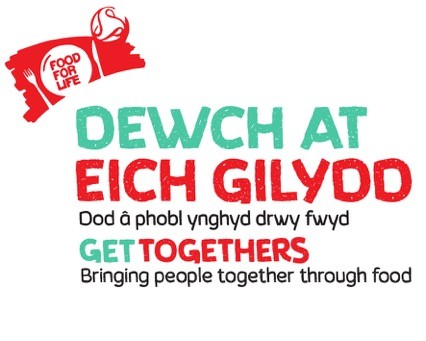 FOOD
FOR
LIFE
DEWCH AT
EICH GILYDD
Dod â phobl ynghyd drwy fwyd
GET TOGETHERS
Bringing people together through food